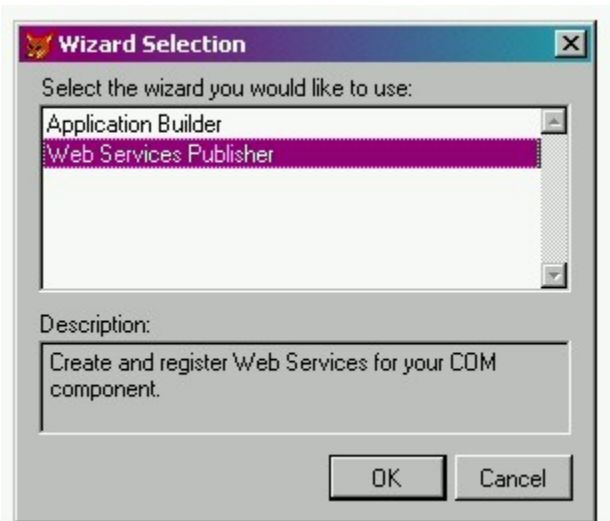 Wizard Selection
Select the wizard you would like to use:
Application Builder
Web Services Publisher
Description:
Create and register Web Services for your COM
component.
OK Cancel